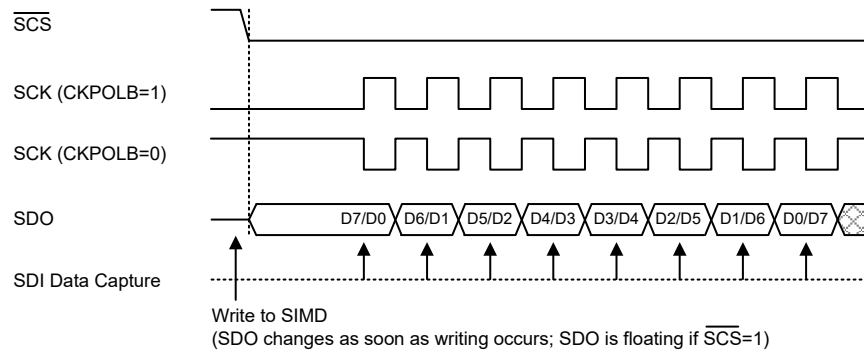 SCS
SCK (CKPOLB=1)
SCK (CKPOLB=0)
SDO D7/D0 D6/D1 D5/D2 D4/D3 D3/D4 D2/D5 D1/D6 D0/D7
SDI Data Capture
Write to SIMD
(SDO changes as soon as writing occurs; SDO is floating if SCS=1)